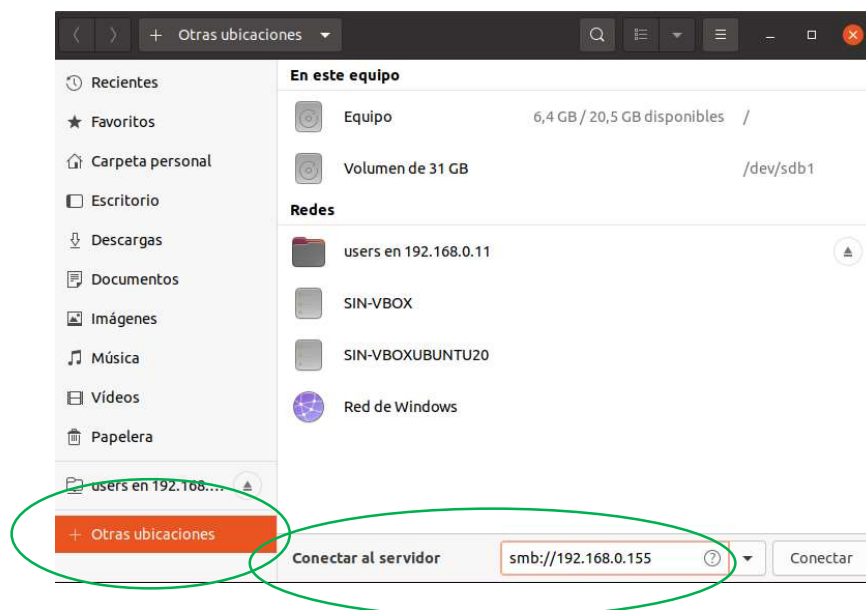 + Otras ubicaciones
Recientes
Favoritos
Carpeta personal
Escritorio
Descargas
Documentos
Imágenes
Música
Vídeos
Papelera
users en 192.168.…
+ Otras ubicaciones
En este equipo
Equipo 6,4 GB / 20,5 GB disponibles /
Volumen de 31 GB /dev/sdb1
Redes
users en 192.168.0.11
SIN-VBOX
SIN-VBOXUBUNTU20
Red de Windows
Conectar al servidor smb://192.168.0.155 ? Conectar